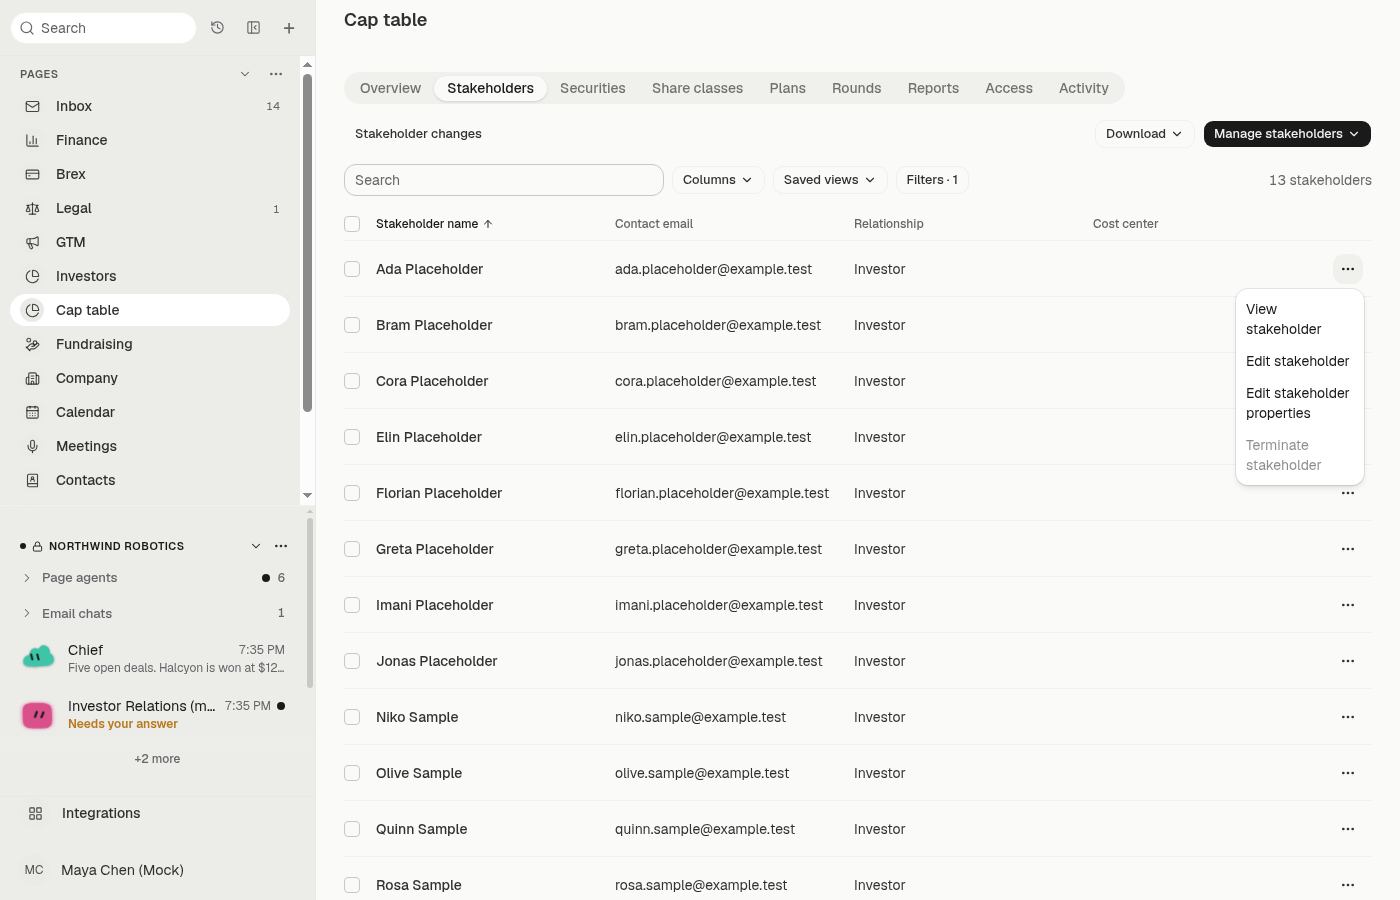 Search
PAGES
Inbox 14
Finance
Brex
Legal 1
GTM
Investors
Cap table
Fundraising
Company
Calendar
Meetings
Contacts
NORTHWIND ROBOTICS
Page agents 6
Email chats 1
Chief 7:35 PM
Five open deals. Halcyon is won at $12...
Investor Relations (m... 7:35 PM
Needs your answer
+2 more
Integrations
MC Maya Chen (Mock)
Cap table
Overview Stakeholders Securities Share classes Plans Rounds Reports Access Activity
Stakeholder changes Download Manage stakeholders
Search Columns Saved views Filters · 1 13 stakeholders
Stakeholder name Contact email Relationship Cost center
Ada Placeholder ada.placeholder@example.test Investor
Bram Placeholder bram.placeholder@example.test Investor
Cora Placeholder cora.placeholder@example.test Investor
Elin Placeholder elin.placeholder@example.test Investor
Florian Placeholder florian.placeholder@example.test Investor
Greta Placeholder greta.placeholder@example.test Investor
Imani Placeholder imani.placeholder@example.test Investor
Jonas Placeholder jonas.placeholder@example.test Investor
Niko Sample niko.sample@example.test Investor
Olive Sample olive.sample@example.test Investor
Quinn Sample quinn.sample@example.test Investor
Rosa Sample rosa.sample@example.test Investor
View
stakeholder
Edit stakeholder
Edit stakeholder
properties
Terminate
stakeholder